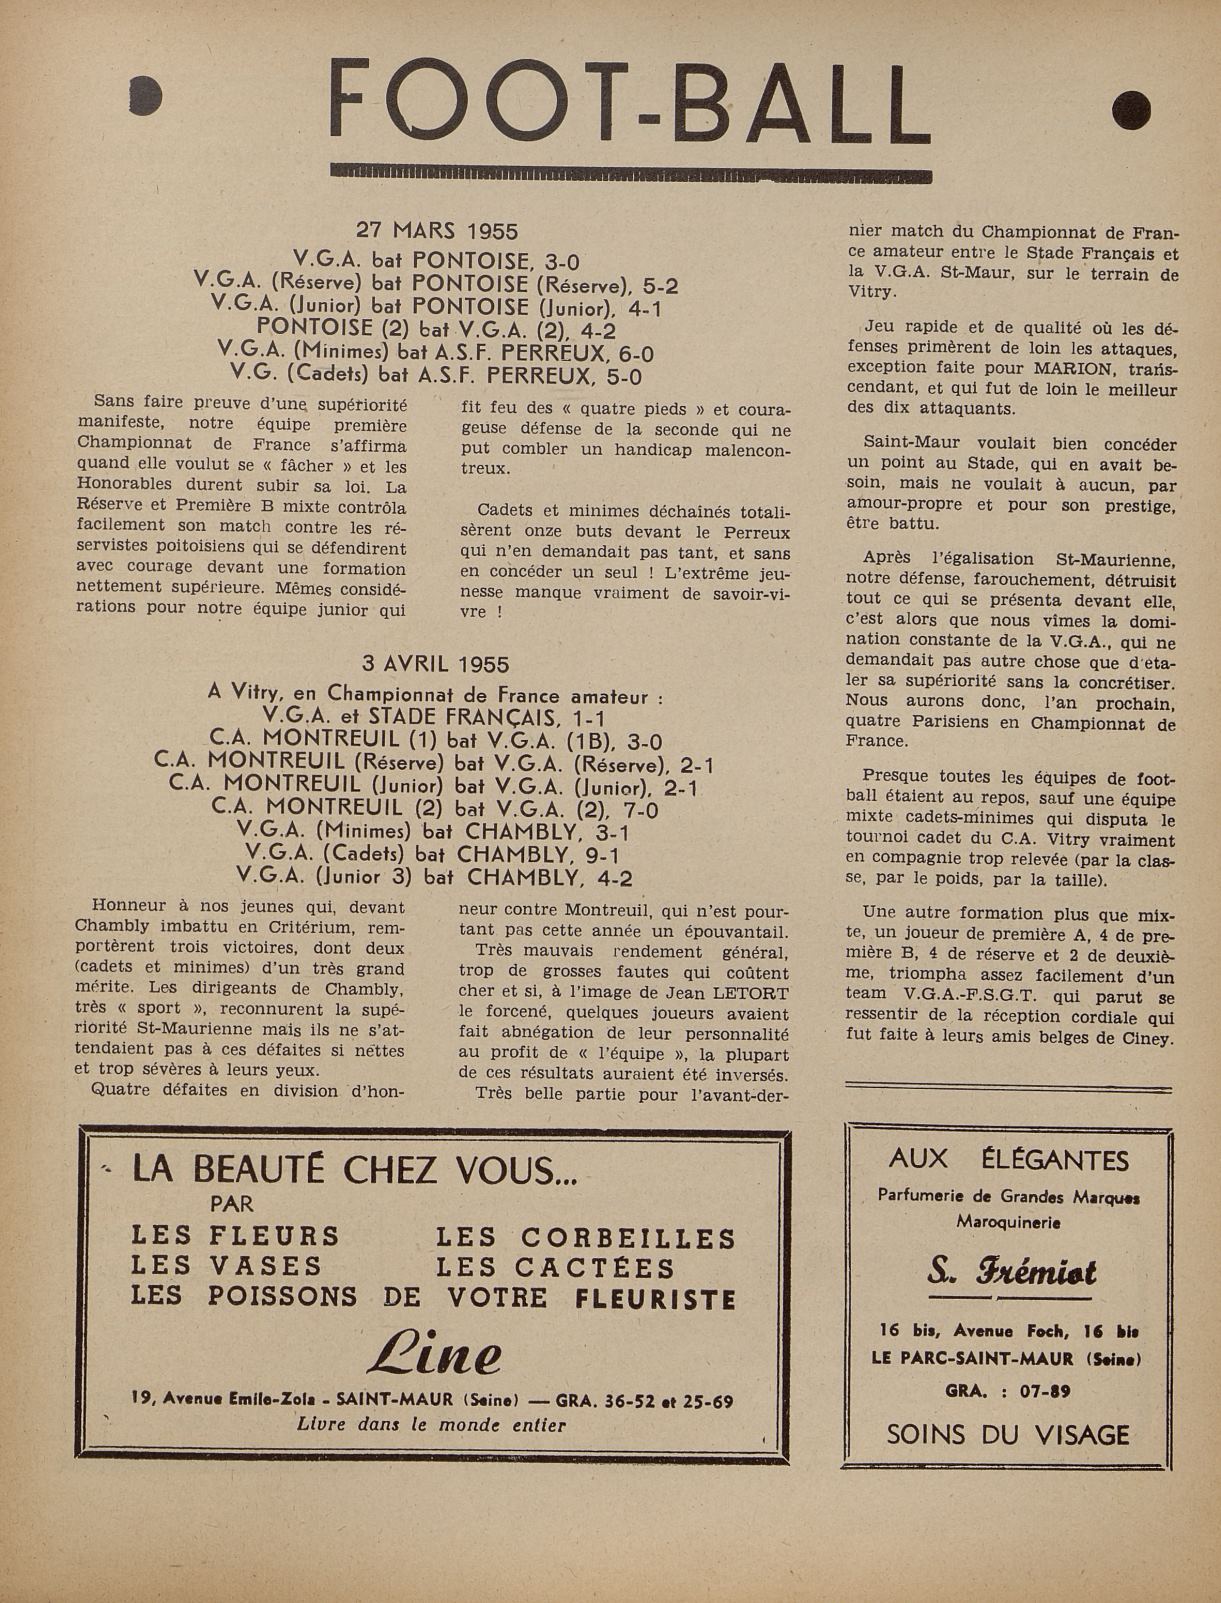 FOOT-BALL
27 MARS 1955
V.G.A. bat PONTOISE, 3-0
V.G.A. (Réserve) bat PONTOISE (Réserve), 5-2
V.G.A. (Junior) bat PONTOISE (Junior), 4-1
PONTOISE (2) bat V.G.A. (2), 4-2
V.G.A. (Minimes) bat A.S.F. PERREUX, 6-0
V.G. (Cadets) bat A.S.F. PERREUX, 5-0
Sans faire preuve d'une supériorité
manifeste, notre équipe première
Championnat de France s'affirma
quand elle voulut se « fâcher » et les
Honorables durent subir sa loi. La
Réserve et Première B mixte contrôla
facilement son match contre les ré-
servistes poitoisiens qui se défendirent
avec courage devant une formation
nettement supérieure. Mêmes considé-
rations pour notre équipe junior qui
fit feu des « quatre pieds » et coura-
geuse défense de la seconde qui ne
put combler un handicap malencon-
treux.
Cadets et minimes déchaînés totali-
sèrent onze buts devant le Perreux
qui n'en demandait pas tant, et sans
en concéder un seul ! L'extrême jeu-
nesse manque vraiment de savoir-vi-
vre !
3 AVRIL 1955
A Vitry, en Championnat de France amateur :
V.G.A. et STADE FRANÇAIS, 1-1
C.A. MONTREUIL (1) bat V.G.A. (1B), 3-0
C.A. MONTREUIL (Réserve) bat V.G.A. (Réserve), 2-1
C.A. MONTREUIL (Junior) bat V.G.A. (Junior), 2-1
C.A. MONTREUIL (2) bat V.G.A. (2), 7-0
V.G.A. (Minimes) bat CHAMBLY, 3-1
V.G.A. (Cadets) bat CHAMBLY, 9-1
V.G.A. (Junior 3) bat CHAMBLY, 4-2
Honneur à nos jeunes qui, devant
Chambly imbattu en Critérium, rem-
portèrent trois victoires, dont deux
(cadets et minimes) d'un très grand
mérite. Les dirigeants de Chambly,
très « sport », reconnurent la supé-
riorité St-Maurienne mais ils ne s'at-
tendaient pas à ces défaites si nettes
et trop sévères à leurs yeux.
Quatre défaites en division d'hon-
neur contre Montreuil, qui n'est pour-
tant pas cette année un épouvantail.
Très mauvais rendement général,
trop de grosses fautes qui coûtent
cher et si, à l'image de Jean LETORT
le forcené, quelques joueurs avaient
fait abnégation de leur personnalité
au profit de « l'équipe », la plupart
de ces résultats auraient été inversés.
Très belle partie pour l'avant-der-
nier match du Championnat de Fran-
ce amateur entre le Stade Français et
la V.G.A. St-Maur, sur le terrain de
Vitry.
Jeu rapide et de qualité où les dé-
fenses primèrent de loin les attaques,
exception faite pour MARION, trans-
cendant, et qui fut de loin le meilleur
des dix attaquants.
Saint-Maur voulait bien concéder
un point au Stade, qui en avait be-
soin, mais ne voulait à aucun, par
amour-propre et pour son prestige,
être battu.
Après l'égalisation St-Maurienne,
notre défense, farouchement, détruisit
tout ce qui se présenta devant elle,
c'est alors que nous vîmes la domi-
nation constante de la V.G.A., qui ne
demandait pas autre chose que d'eta-
ler sa supériorité sans la concrétiser.
Nous aurons donc, l'an prochain,
quatre Parisiens en Championnat de
France.
Presque toutes les équipes de foot-
ball étaient au repos, sauf une équipe
mixte cadets-minimes qui disputa le
tournoi cadet du C.A. Vitry vraiment
en compagnie trop relevée (par la clas-
se, par le poids, par la taille).
Une autre formation plus que mix-
te, un joueur de première A, 4 de pre-
mière B, 4 de réserve et 2 de deuxiè-
me, triompha assez facilement d'un
team V.G.A.-F.S.G.T. qui parut se
ressentir de la réception cordiale qui
fut faite à leurs amis belges de Ciney.
LA BEAUTÉ CHEZ VOUS...
PAR
LES FLEURS LES CORBEILLES
LES VASES LES CACTÉES
LES POISSONS DE VOTRE FLEURISTE
Line
19, Avenue Emile-Zola - SAINT-MAUR (Seine) — GRA. 36-52 et 25-69
Livre dans le monde entier
AUX ÉLÉGANTES
Parfumerie de Grandes Marques
Maroquinerie
S. Frémiot
16 bis, Avenue Foch, 16 bis
LE PARC-SAINT-MAUR (Seine)
GRA. : 07-89
SOINS DU VISAGE